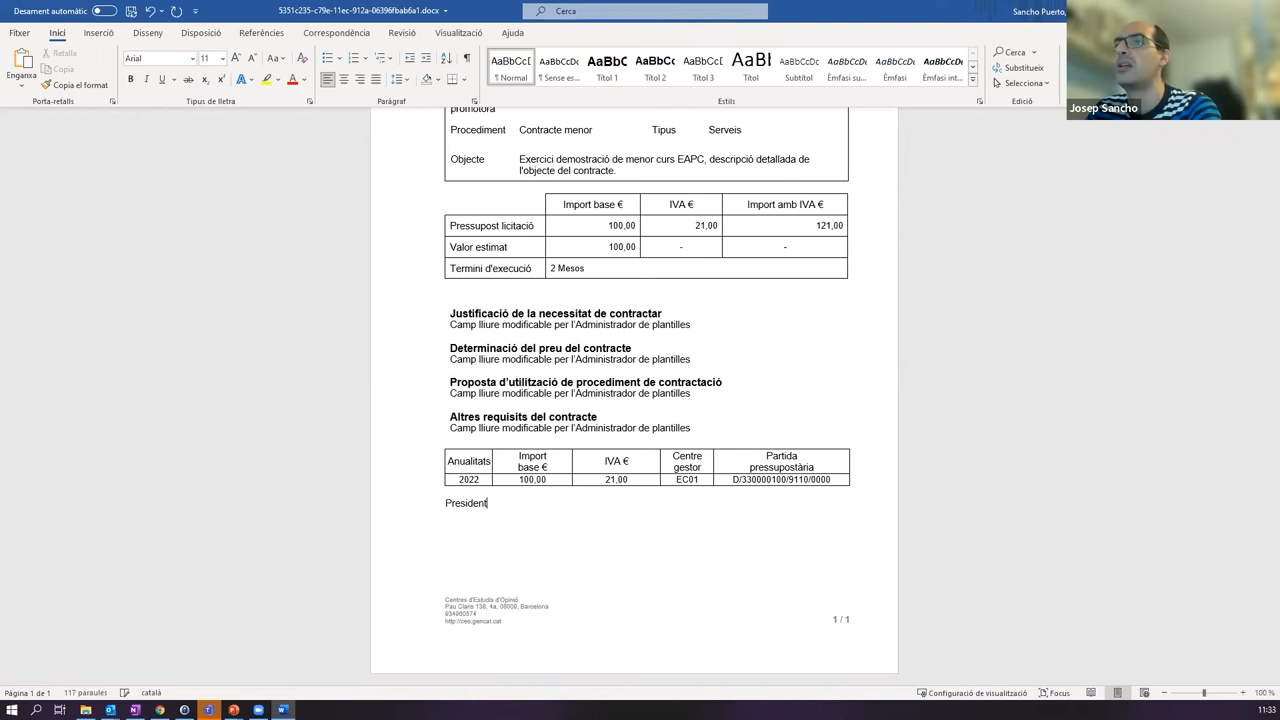 Desament automàtic
5351c235-c79e-11ec-912a-06396fbab6a1.docx
Cerca
Sancho Puerto,
Fitxer Inici Inserció Disseny Disposició Referències Correspondència Revisió Visualització Ajuda
Enganxa
Retalla
Copia
Copia el format
Porta-retalls
Arial 11
Tipus de lletra
Paràgraf
AaBbCcDc AaBbCcDc AaBbCc AaBbCcD AaBbCcD AaBl AaBbCcD AaBbCcDc AaBbCcDc AaBbCcDc
¶ Normal ¶ Sense es... Títol 1 Títol 2 Títol 3 Títol Subtítol Èmfasi su... Èmfasi Èmfasi int...
Estils
Cerca
Substitueix
Selecciona
Edició
Josep Sancho
promotora
Procediment Contracte menor Tipus Serveis
Objecte Exercici demostració de menor curs EAPC, descripció detallada de
l'objecte del contracte.
Import base € IVA € Import amb IVA €
Pressupost licitació 100,00 21,00 121,00
Valor estimat 100,00 - -
Termini d'execució 2 Mesos
Justificació de la necessitat de contractar
Camp lliure modificable per l'Administrador de plantilles
Determinació del preu del contracte
Camp lliure modificable per l'Administrador de plantilles
Proposta d'utilització de procediment de contractació
Camp lliure modificable per l'Administrador de plantilles
Altres requisits del contracte
Camp lliure modificable per l'Administrador de plantilles
Anualitats Import base € IVA € Centre gestor Partida pressupostària
2022 100,00 21,00 EC01 D/330000100/9110/0000
President
Centres d'Estudis d'Opinió
Pau Claris 138, 4a, 08009, Barcelona
934960574
http://ceo.gencat.cat
1 / 1
Pàgina 1 de 1 117 paraules català
Configuració de visualització Focus 100 %
11:33